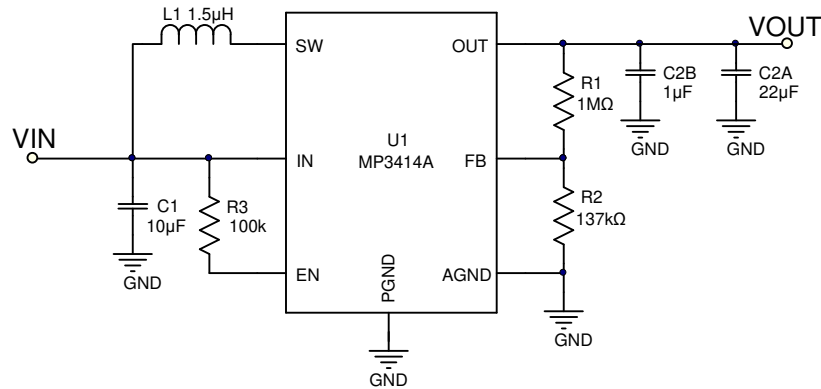 L1 1.5µH
VOUT
SW
OUT
C2B
1µF
C2A
22µF
R1
1MΩ
GND
GND
VIN
U1
MP3414A
IN
FB
C1
10µF
R3
100k
R2
137kΩ
GND
EN
AGND
PGND
GND
GND